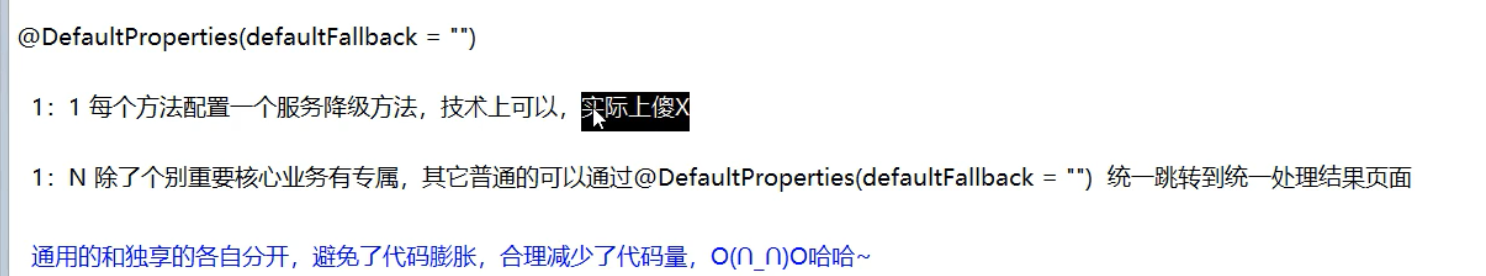 @DefaultProperties(defaultFallback = "")
1：1 每个方法配置一个服务降级方法，技术上可以，实际上傻X
1：N 除了个别重要核心业务有专属，其它普通的可以通过@DefaultProperties(defaultFallback = "") 统一跳转到统一处理结果页面
通用的和独享的各自分开，避免了代码膨胀，合理减少了代码量，O(∩_∩)O哈哈~